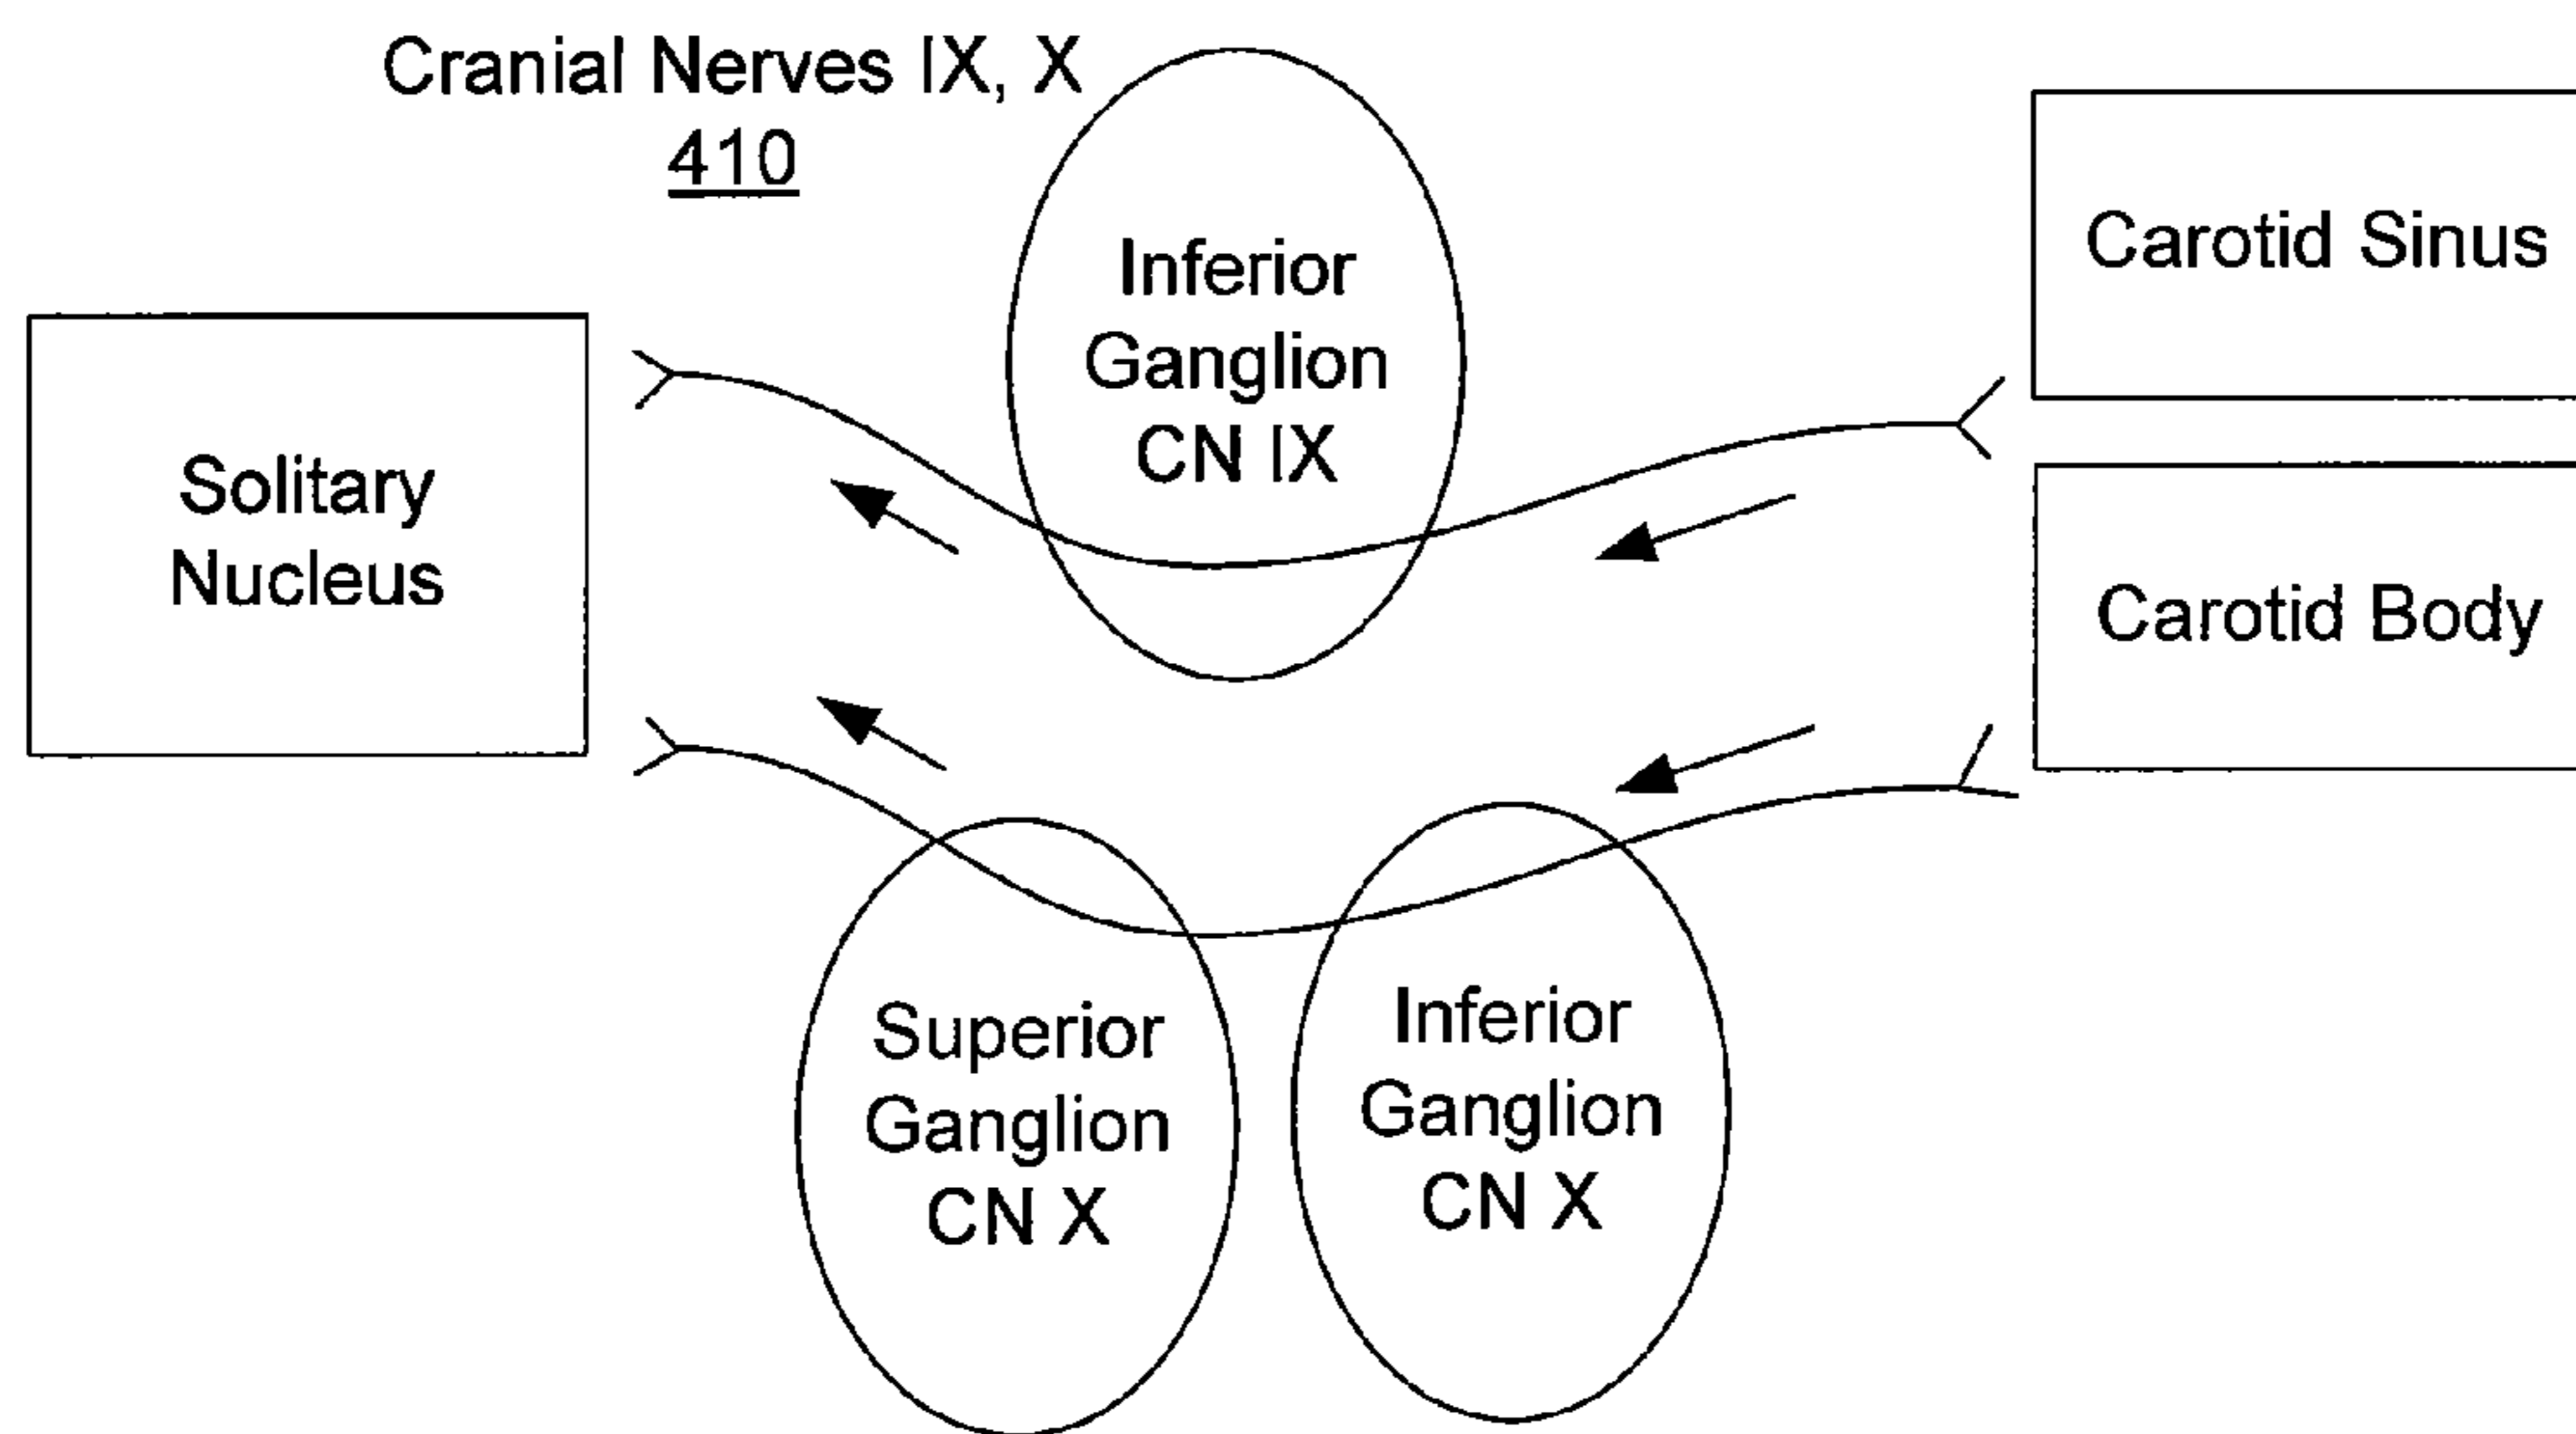 Cranial Nerves IX, X
410
Inferior
Ganglion
CN IX
Carotid Sinus
Solitary
Nucleus
Carotid Body
Superior
Ganglion
CN X
Inferior
Ganglion
CN X